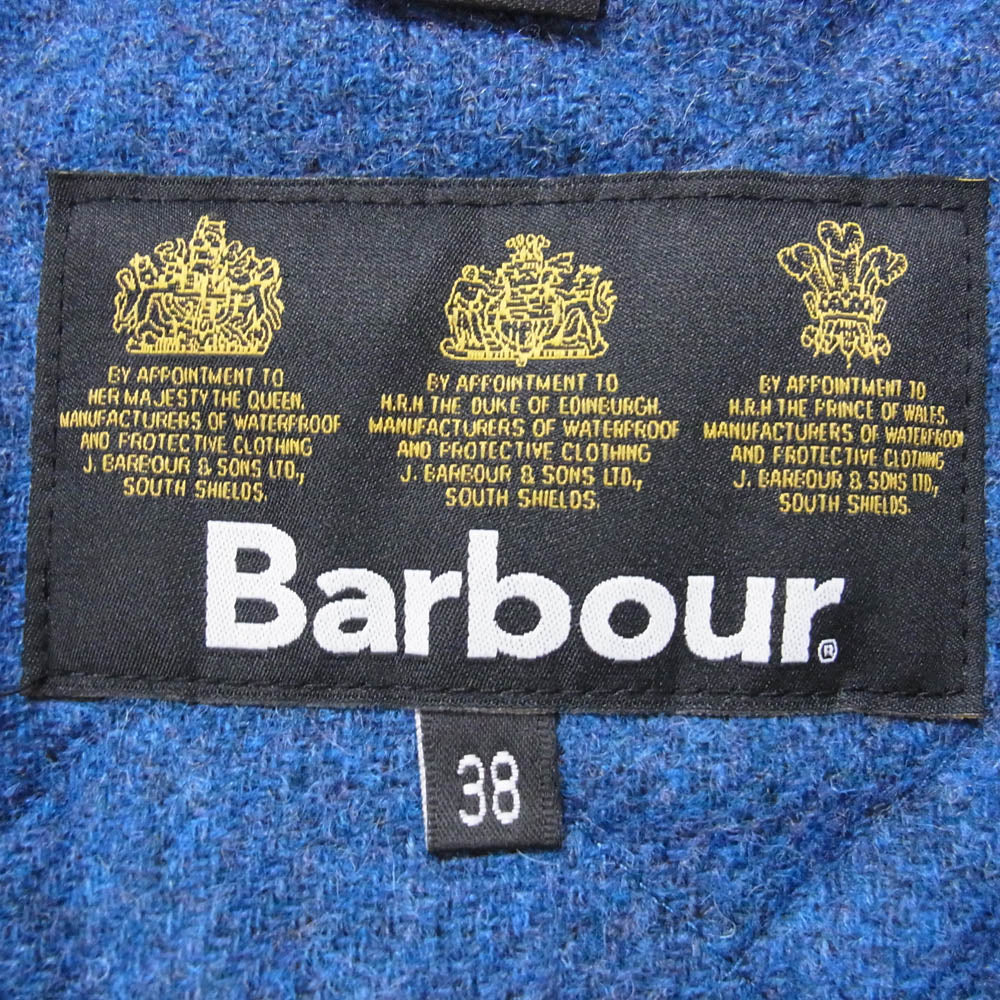 BY APPOINTMENT TO
HER MAJESTY THE QUEEN.
MANUFACTURERS OF WATERPROOF
AND PROTECTIVE CLOTHING
J. BARBOUR & SONS LTD.,
SOUTH SHIELDS.
BY APPOINTMENT TO
H.R.H THE DUKE OF EDINBURGH.
MANUFACTURERS OF WATERPROOF
AND PROTECTIVE CLOTHING
J. BARBOUR & SONS LTD.,
SOUTH SHIELDS.
BY APPOINTMENT TO
H.R.H THE PRINCE OF WALES.
MANUFACTURERS OF WATERPROOF
AND PROTECTIVE CLOTHING
J. BARBOUR & SONS LTD.,
SOUTH SHIELDS.
Barbour®
38